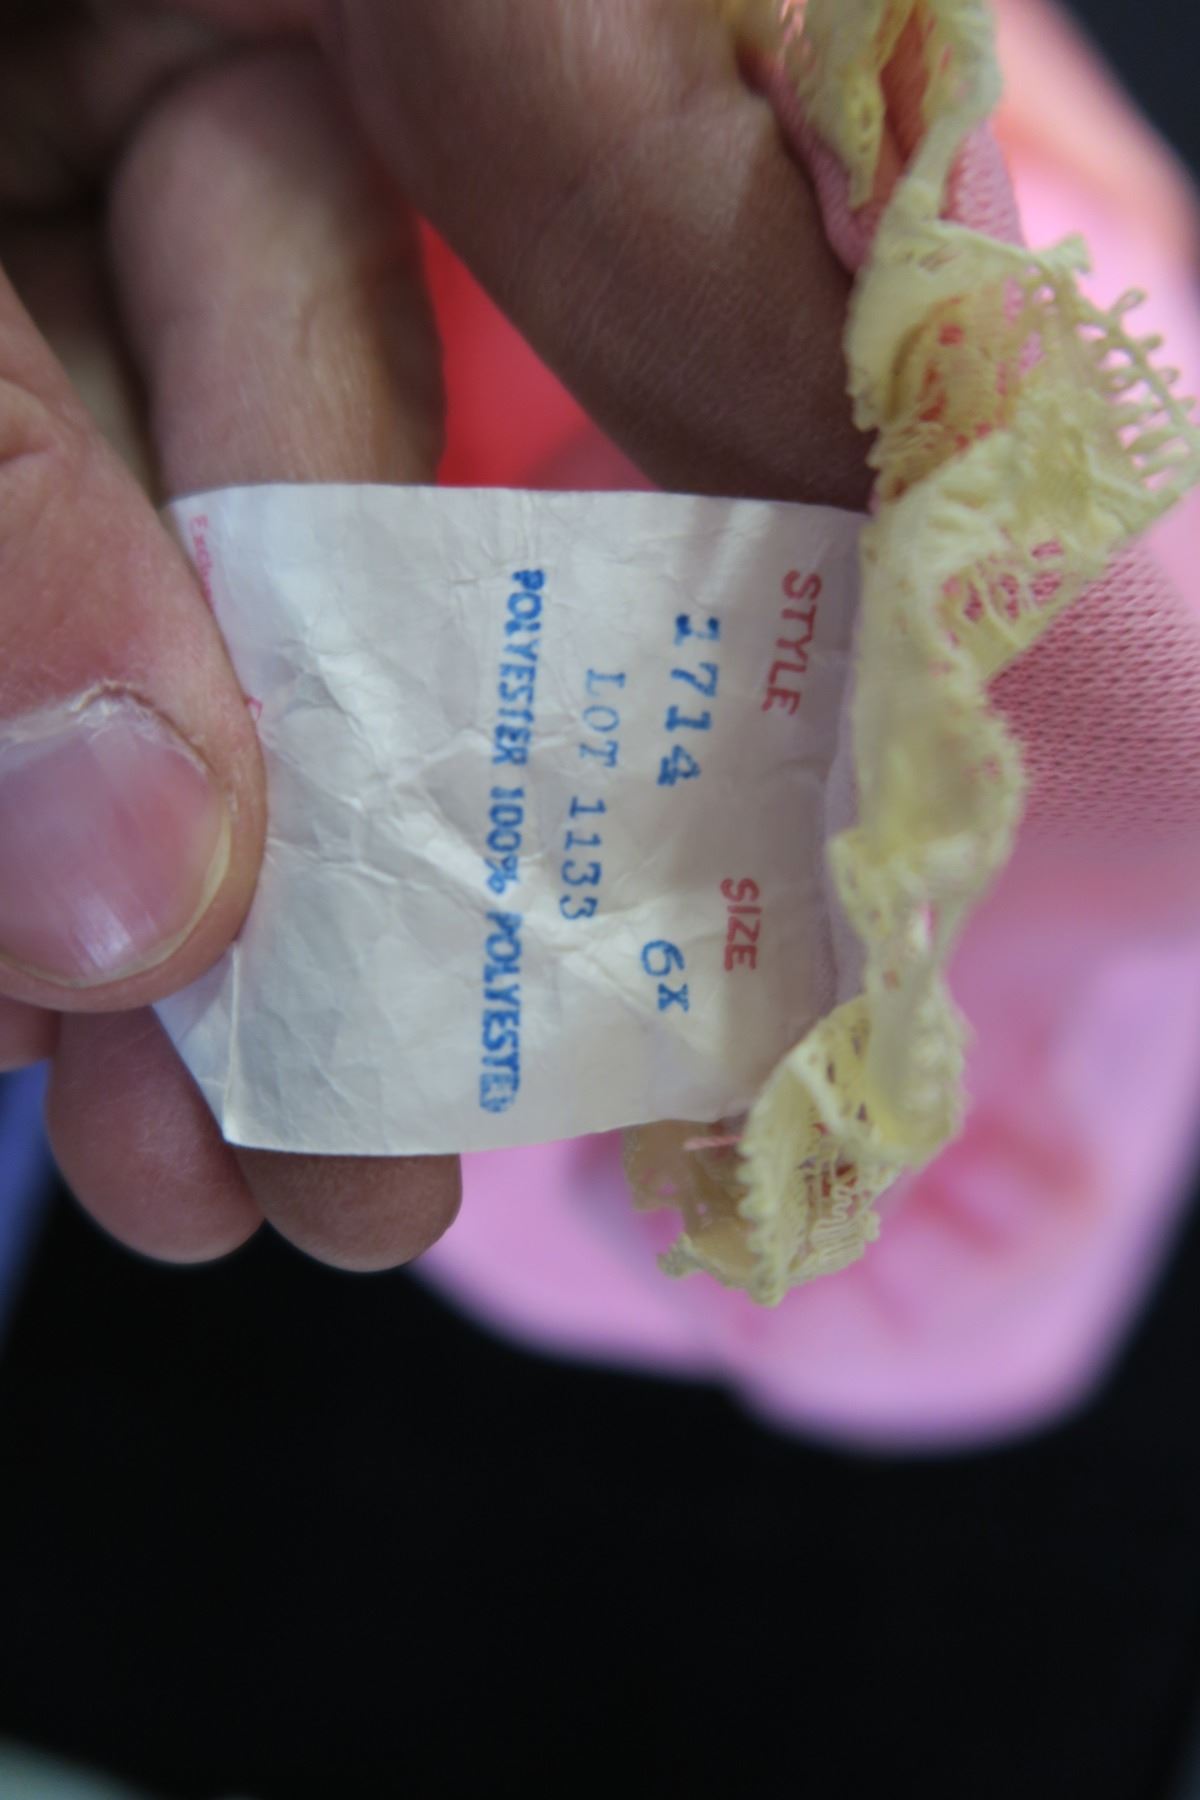 STYLE SIZE
1714 6X
LOT 1133
POLYESTER 100% POLYESTER